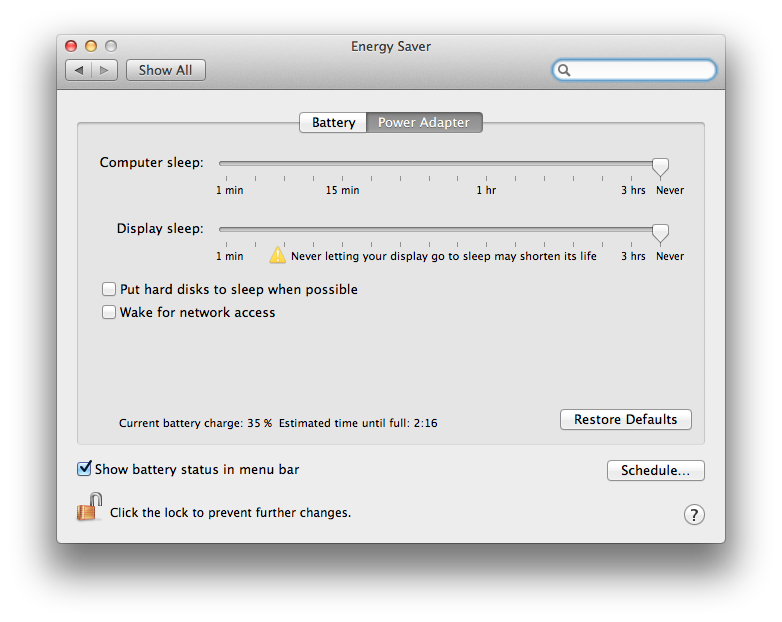 Energy Saver
Show All
Battery Power Adapter
Computer sleep:
1 min 15 min 1 hr 3 hrs Never
Display sleep:
1 min Never letting your display go to sleep may shorten its life 3 hrs Never
Put hard disks to sleep when possible
Wake for network access
Current battery charge: 35 % Estimated time until full: 2:16
Restore Defaults
Show battery status in menu bar
Schedule...
Click the lock to prevent further changes.
?